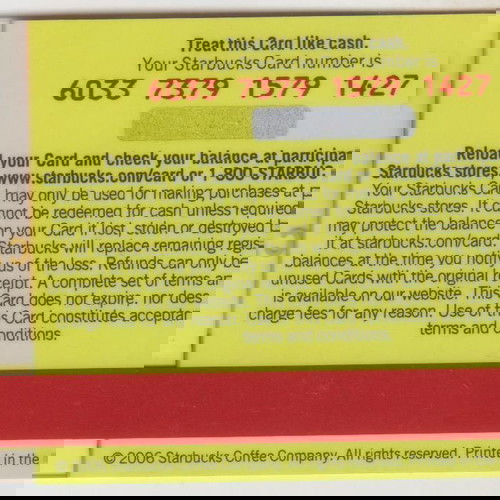 Treat this Card like cash.
Your Starbucks Card number is
6033 7379 1579 1427
Reload your Card and check your balance at participa
Starbucks stores, www.starbucks.com/card or 1-800-STARBUC
Your Starbucks Card may only be used for making purchases at
Starbucks stores. It cannot be redeemed for cash unless required
may protect the balance on your Card if lost, stolen or destroyed
it at starbucks.com/card. Starbucks will replace remaining regis
balances at the time you notify us of the loss. Refunds can only be
unused Cards with the original receipt. A complete set of terms an
is available on our website. This Card does not expire, nor does
charge fees for any reason. Use of this Card constitutes acceptan
terms and conditions.
in the © 2006 Starbucks Coffee Company. All rights reserved. Printe